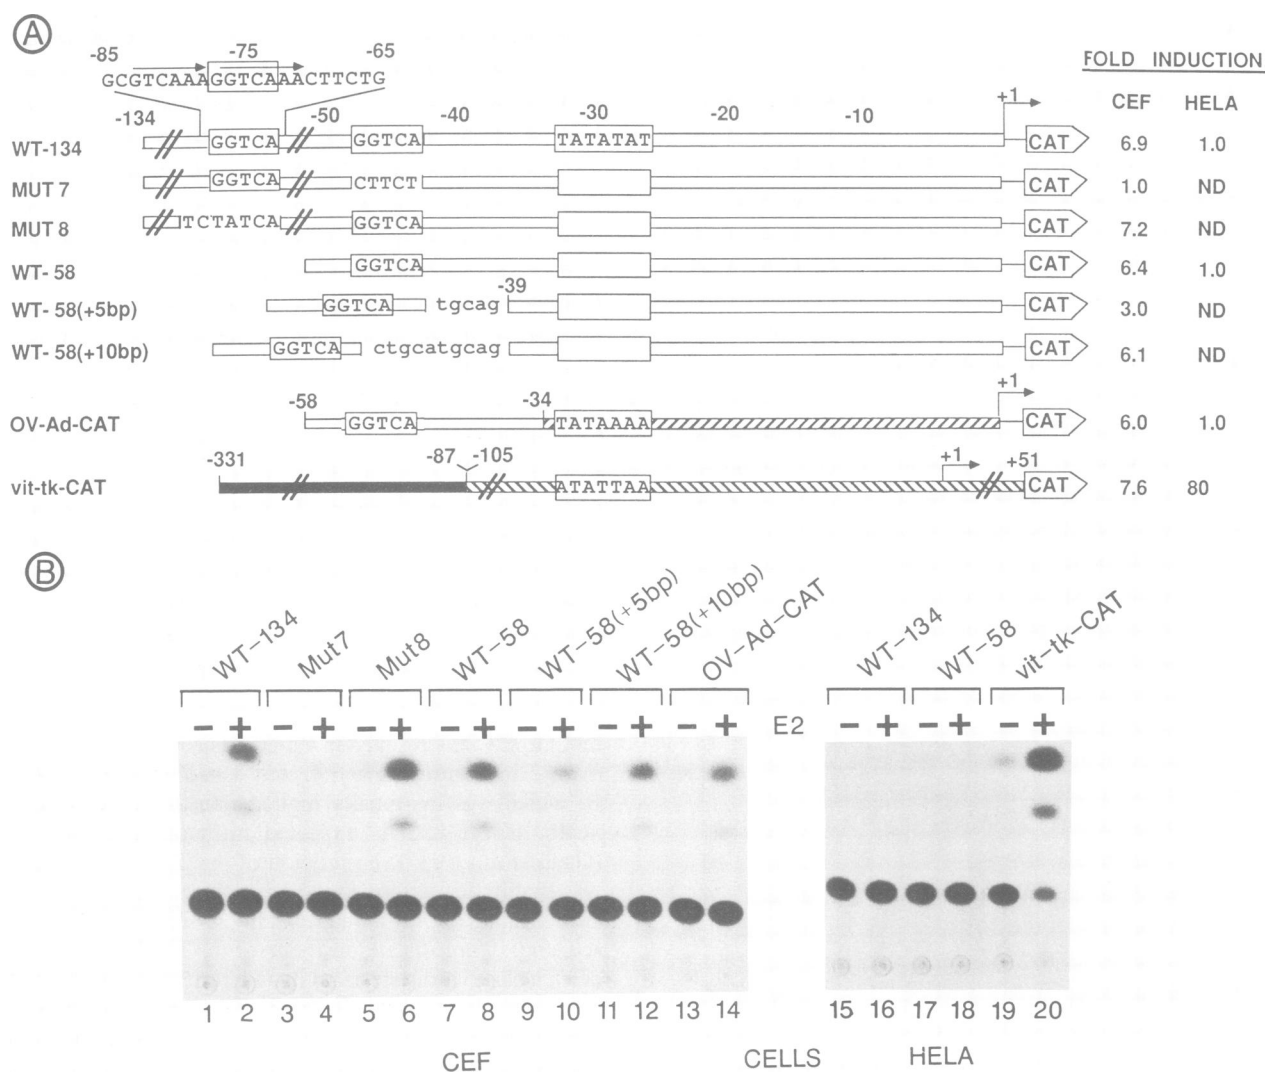 A
-85 -75 -65
GCGTCAAAGGTCAAACTTCTG
FOLD INDUCTION
CEF HELA
-134 -50 -40 -30 -20 -10 +1
WT-134 GGTCA GGTCA TATATAT CAT 6.9 1.0
MUT 7 GGTCA CTTCT CAT 1.0 ND
MUT 8 TCTATCA GGTCA CAT 7.2 ND
WT- 58 GGTCA CAT 6.4 1.0
-39
WT- 58(+5bp) GGTCA tgcag CAT 3.0 ND
WT- 58(+10bp) GGTCA ctgcatgcag CAT 6.1 ND
-58 -34 +1
OV-Ad-CAT GGTCA TATAAAA CAT 6.0 1.0
-331 -87 -105 +1 +51
vit-tk-CAT ATATTAA CAT 7.6 80
B
WT-134 Mut7 Mut8 WT-58 WT-58(+5bp) WT-58(+10bp) OV-Ad-CAT WT-134 WT-58 vit-tk-CAT
- + - + - + - + - + - + - + E2 - + - + - +
1 2 3 4 5 6 7 8 9 10 11 12 13 14 15 16 17 18 19 20
CEF CELLS HELA